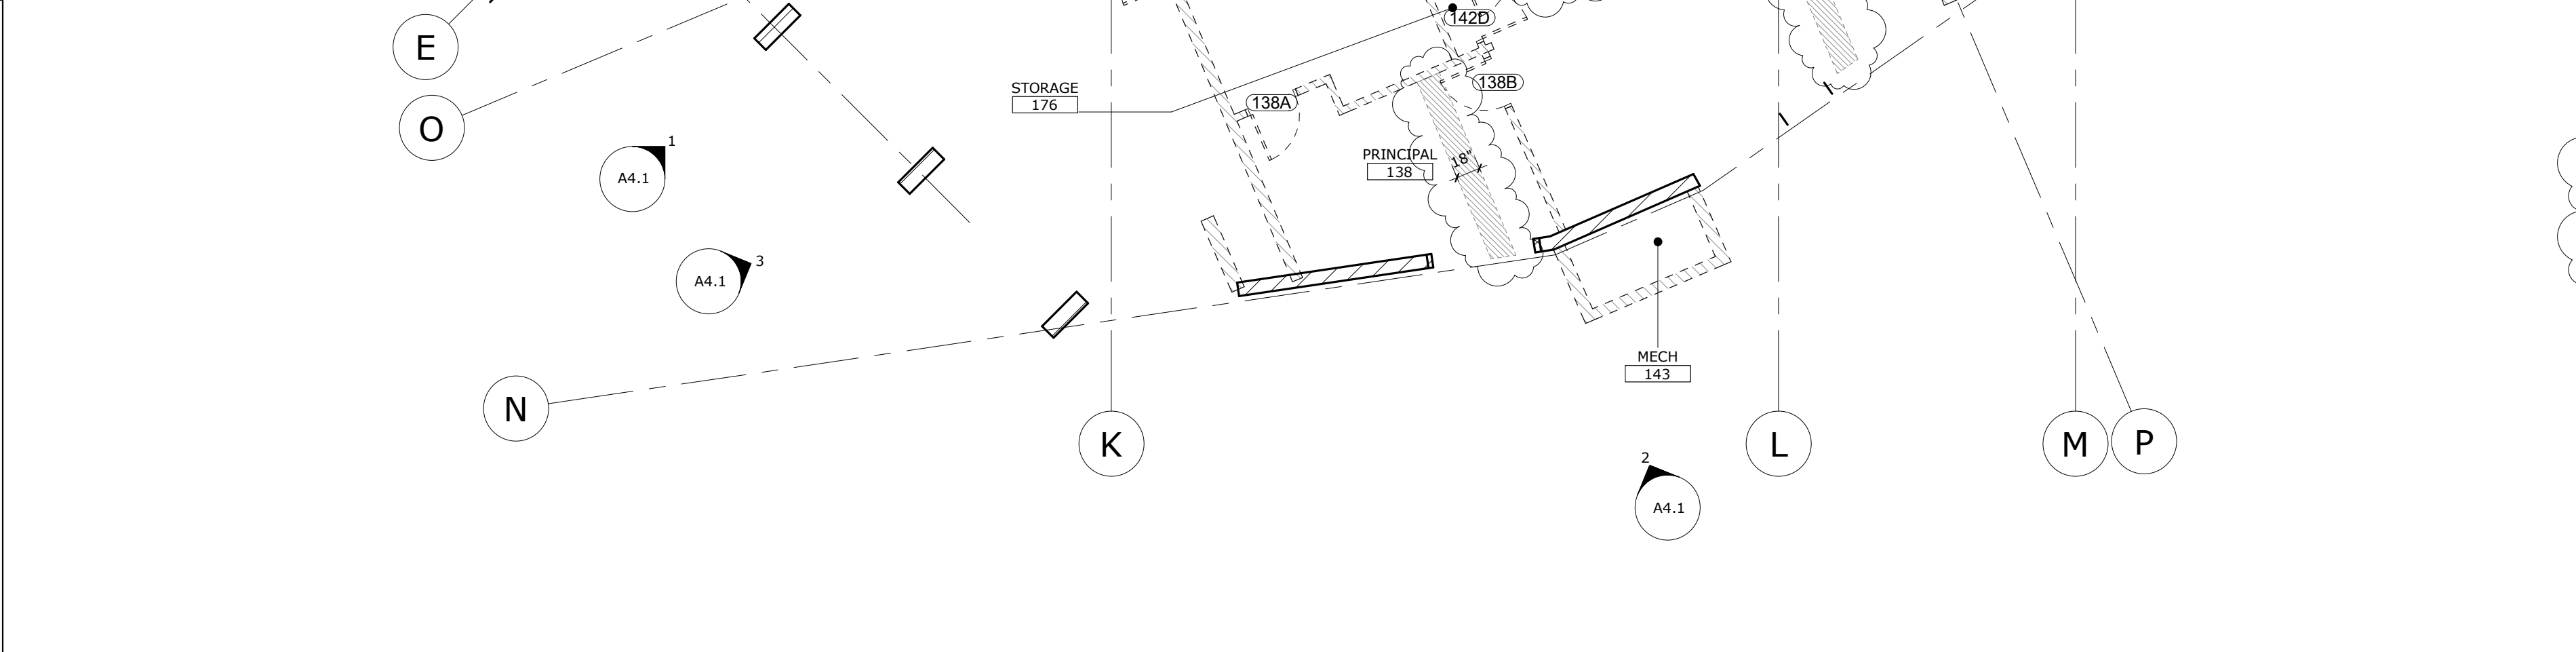 142D
E
138B
STORAGE
176
138A
O
1
PRINCIPAL
138
18"
A4.1
3
A4.1
MECH
143
N
K
L
M
P
2
A4.1